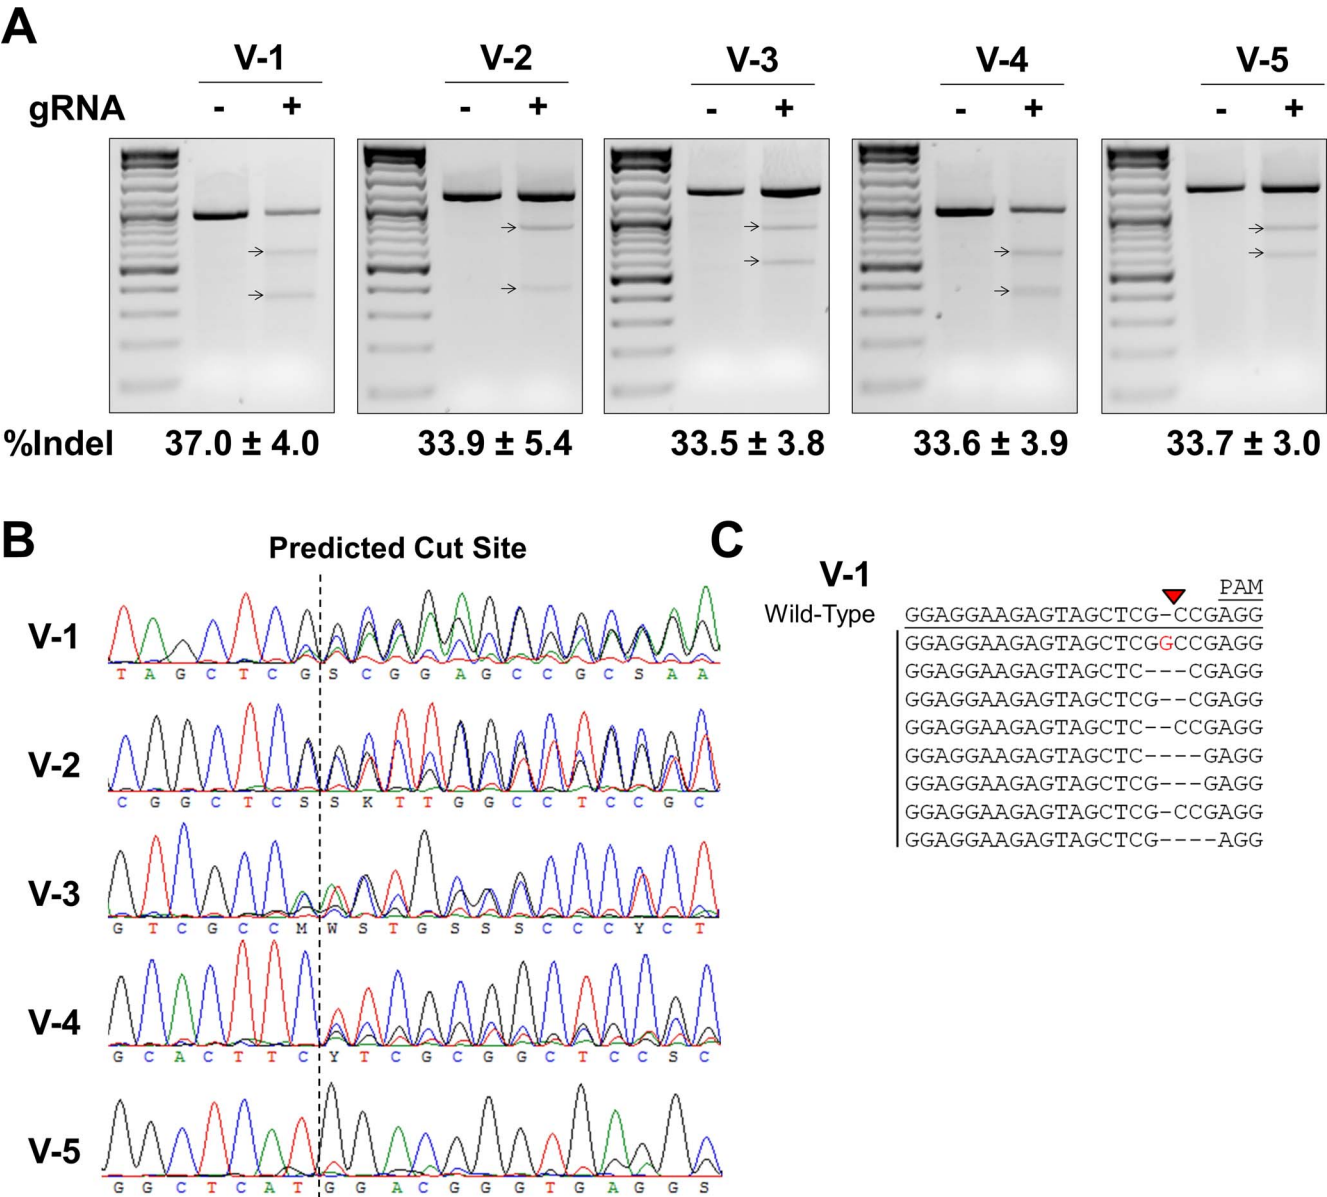 A
V-1 V-2 V-3 V-4 V-5
gRNA - + - + - + - + - +
%Indel 37.0 ± 4.0 33.9 ± 5.4 33.5 ± 3.8 33.6 ± 3.9 33.7 ± 3.0
B
Predicted Cut Site
V-1
T A G C T C G S C G G A G C C G C S A A
V-2
C G G C T C S S K T T G G C C T C C G C
V-3
G T C G C C M W S T G S S S C C C Y C T
V-4
G C A C T T C Y T C G C G G C T C C S C
V-5
G G C T C A T G G A C G G G T G A G G S
C
V-1
PAM
Wild-Type GGAGGAAGAGTAGCTCG-CCGAGG
GGAGGAAGAGTAGCTCGGCCGAGG
GGAGGAAGAGTAGCTC---CGAGG
GGAGGAAGAGTAGCTCG--CGAGG
GGAGGAAGAGTAGCTC--CCGAGG
GGAGGAAGAGTAGCTC----GAGG
GGAGGAAGAGTAGCTCG---GAGG
GGAGGAAGAGTAGCTCG-CCGAGG
GGAGGAAGAGTAGCTCG----AGG